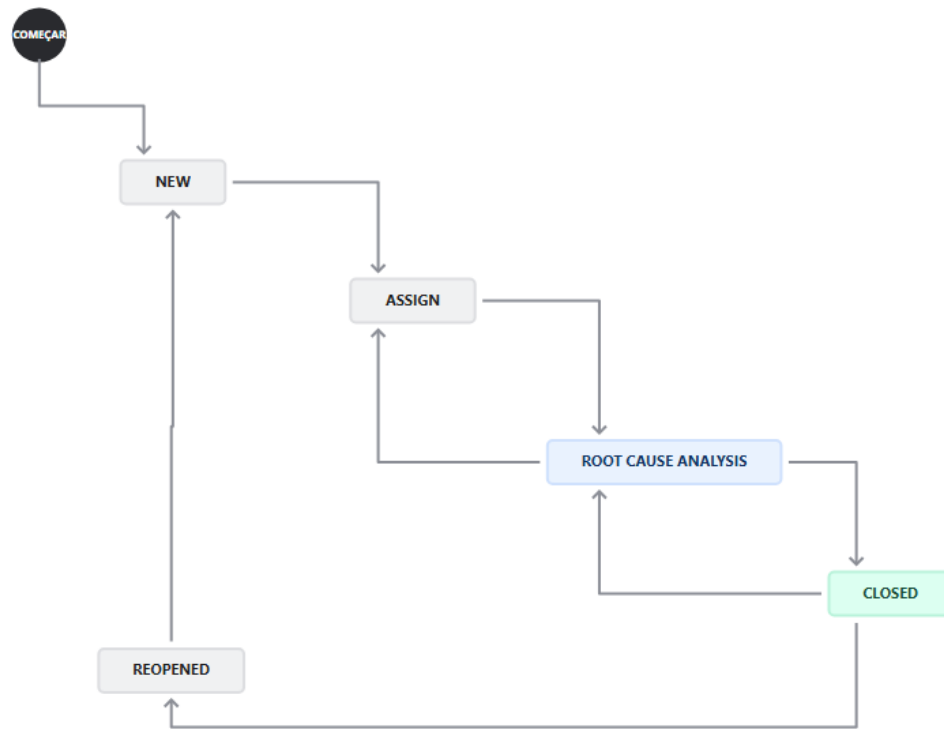 COMEÇAR
NEW
ASSIGN
ROOT CAUSE ANALYSIS
CLOSED
REOPENED